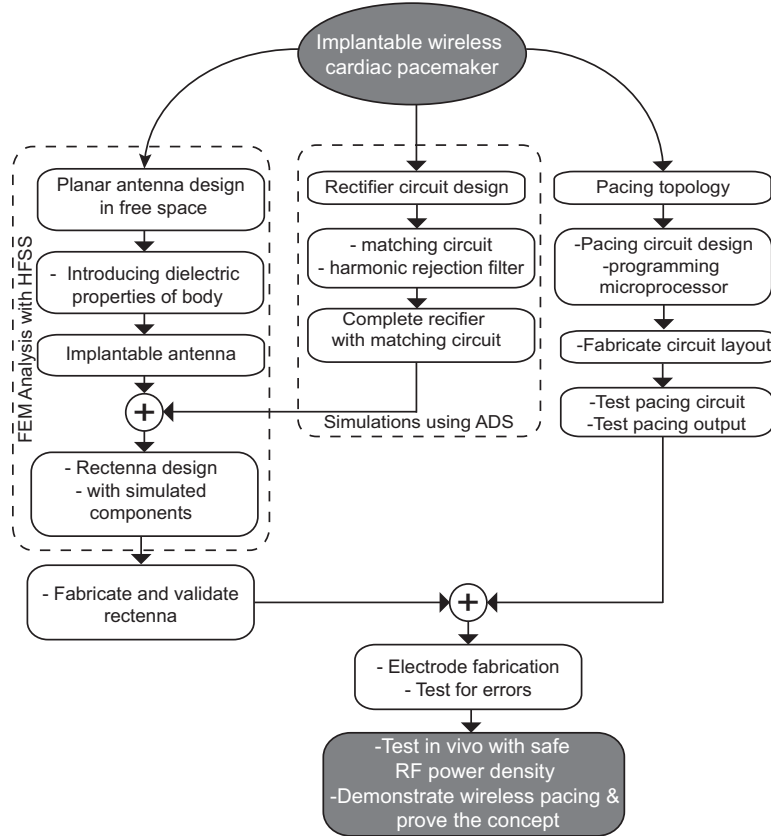 Implantable wireless
cardiac pacemaker
Planar antenna design
in free space
- Introducing dielectric
properties of body
Implantable antenna
+
- Rectenna design
- with simulated
components
FEM Analysis with HFSS
Rectifier circuit design
- matching circuit
- harmonic rejection filter
Complete recifier
with matching circuit
Simulations using ADS
Pacing topology
-Pacing circuit design
-programming
microprocessor
-Fabricate circuit layout
-Test pacing circuit
-Test pacing output
- Fabricate and validate
rectenna
+
- Electrode fabrication
- Test for errors
-Test in vivo with safe
RF power density
-Demonstrate wireless pacing &
prove the concept